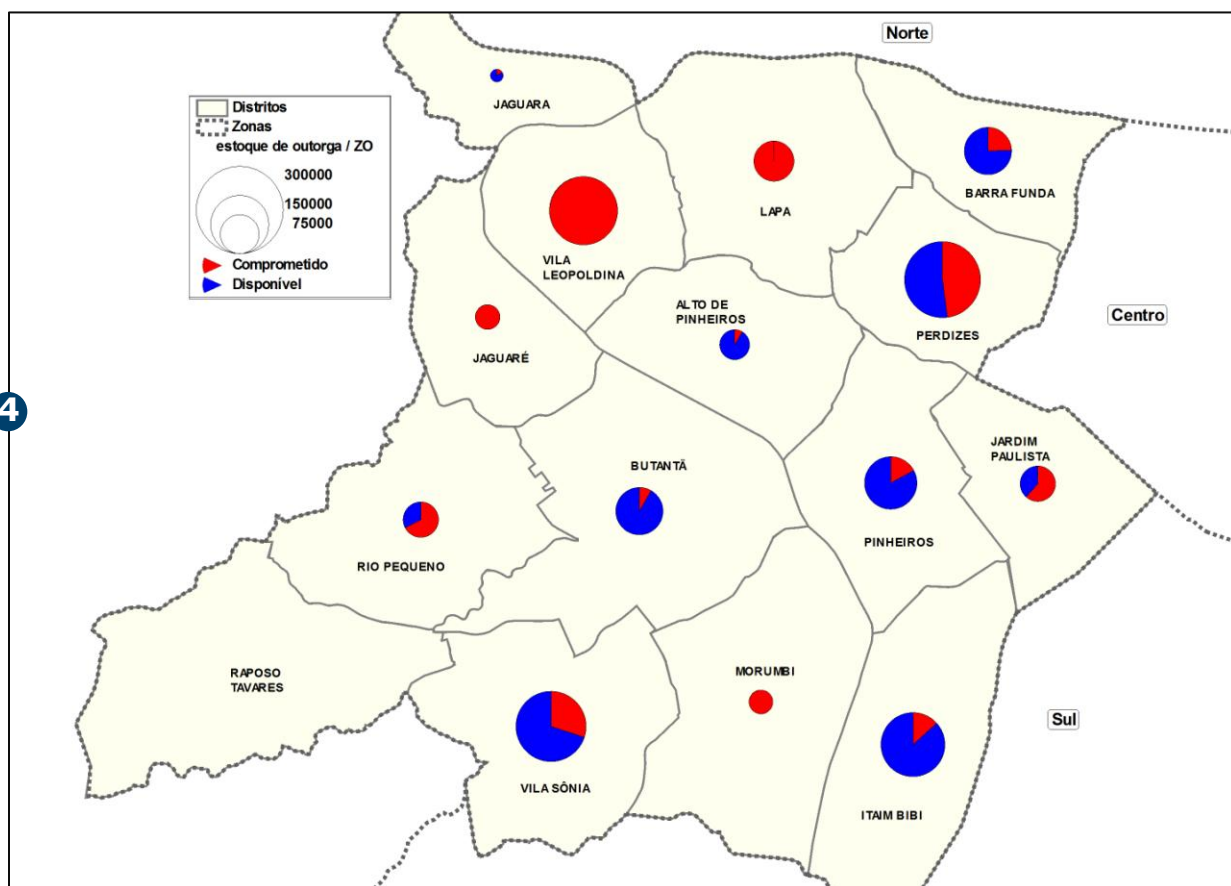 Norte
JAGUARA
Distritos
Zonas
estoque de outorga / ZO
300000
150000
75000
Comprometido
Disponível
BARRA FUNDA
LAPA
VILA
LEOPOLDINA
ALTO DE
PINHEIROS
PERDIZES
Centro
JAGUARÉ
4
JARDIM
PAULISTA
BUTANTÃ
PINHEIROS
RIO PEQUENO
RAPOSO
TAVARES
MORUMBI
Sul
VILA SÔNIA
ITAIM BIBI